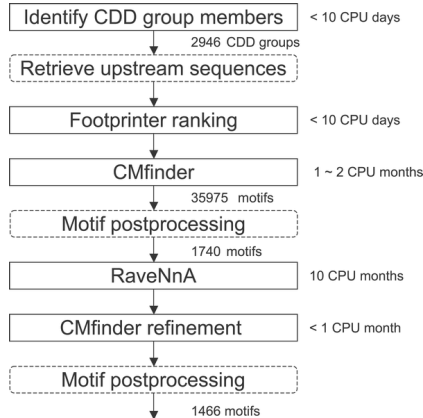 Identify CDD group members < 10 CPU days
2946 CDD groups
Retrieve upstream sequences
Footprinter ranking < 10 CPU days
CMfinder 1 ~ 2 CPU months
35975 motifs
Motif postprocessing
1740 motifs
RaveNnA 10 CPU months
CMfinder refinement < 1 CPU month
Motif postprocessing
1466 motifs